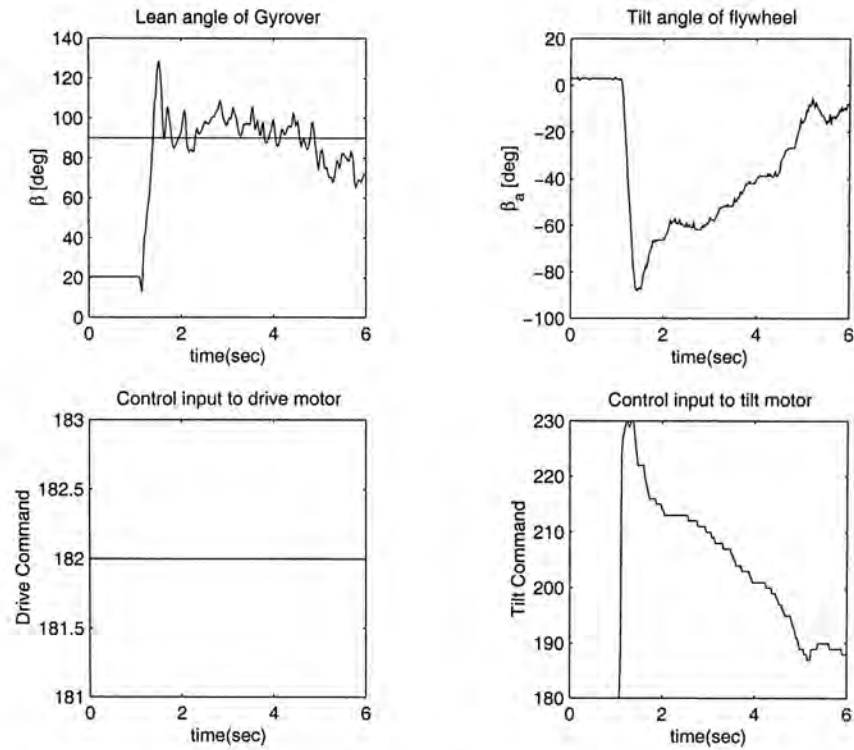 Lean angle of Gyrover
140
120
100
80
60
40
20
0
β [deg]
0 2 4 6
time(sec)
Tilt angle of flywheel
20
0
−20
−40
−60
−80
−100
βa [deg]
0 2 4 6
time(sec)
Control input to drive motor
183
182.5
182
181.5
181
Drive Command
0 2 4 6
time(sec)
Control input to tilt motor
230
220
210
200
190
180
Tilt Command
0 2 4 6
time(sec)